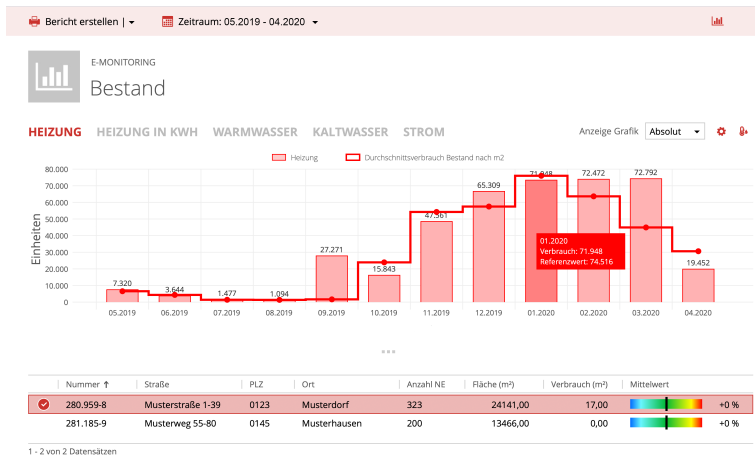 Bericht erstellen | Zeitraum: 05.2019 - 04.2020
E-MONITORING
Bestand
HEIZUNG HEIZUNG IN KWH WARMWASSER KALTWASSER STROM Anzeige Grafik Absolut
Heizung Durchschnittsverbrauch Bestand nach m2
Einheiten
80.000
70.000
60.000
50.000
40.000
30.000
20.000
10.000
0
7.320 3.644 1.477 1.094 27.271 15.843 47.561 65.309 71.948 72.472 72.792 19.452
01.2020
Verbrauch: 71.948
Referenzwert: 74.516
05.2019 06.2019 07.2019 08.2019 09.2019 10.2019 11.2019 12.2019 01.2020 02.2020 03.2020 04.2020
Nummer ↑ Straße PLZ Ort Anzahl NE Fläche (m²) Verbrauch (m²) Mittelwert
280.959-8 Musterstraße 1-39 0123 Musterdorf 323 24141,00 17,00 +0 %
281.185-9 Musterweg 55-80 0145 Musterhausen 200 13466,00 0,00 +0 %
1 - 2 von 2 Datensätzen